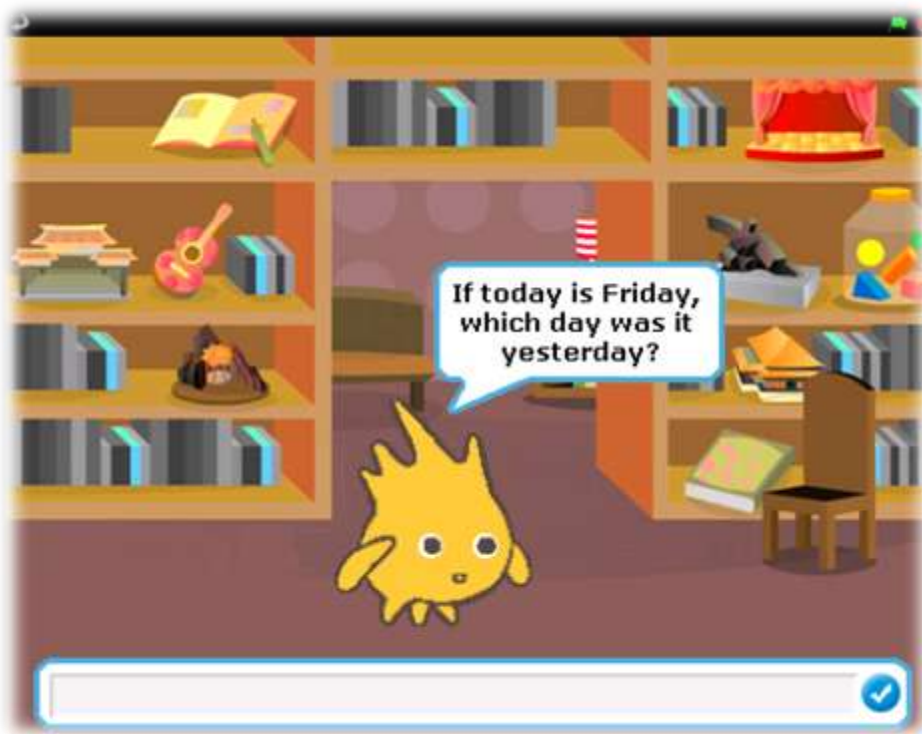 If today is Friday,
which day was it
yesterday?